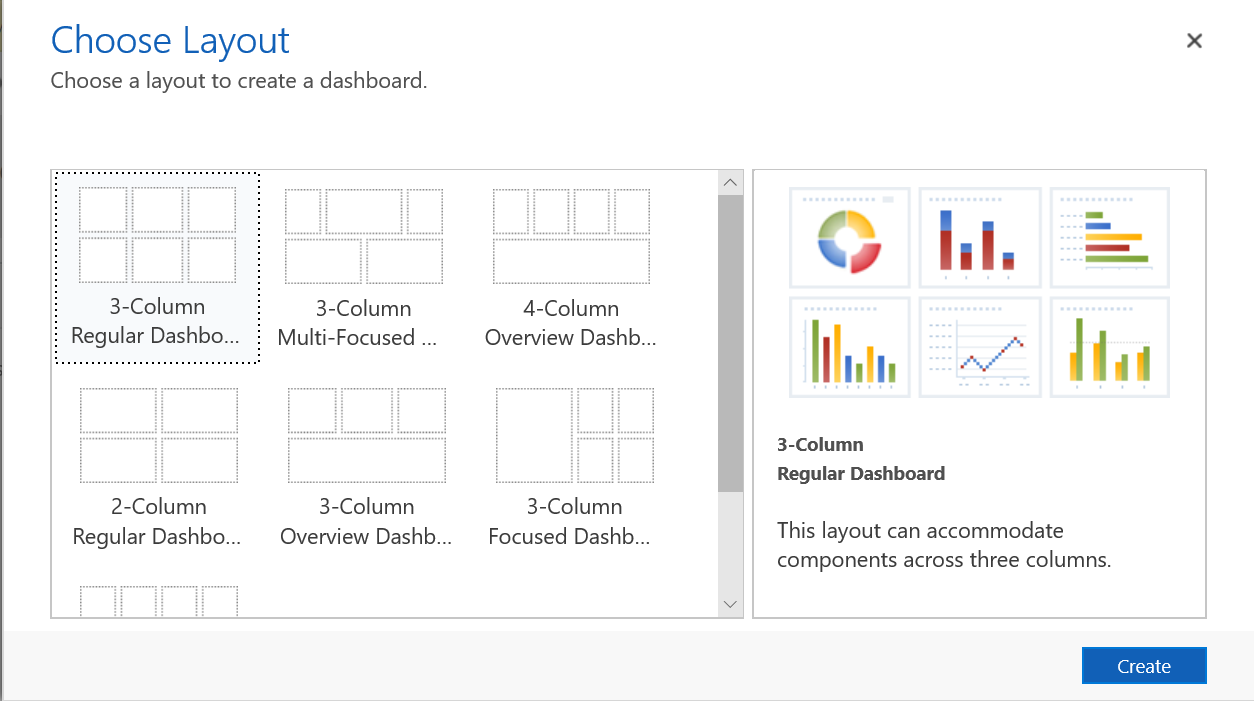 Choose Layout
Choose a layout to create a dashboard.
3-Column
Regular Dashbo...
3-Column
Multi-Focused ...
4-Column
Overview Dashb...
2-Column
Regular Dashbo...
3-Column
Overview Dashb...
3-Column
Focused Dashb...
3-Column
Regular Dashboard
This layout can accommodate
components across three columns.
Create